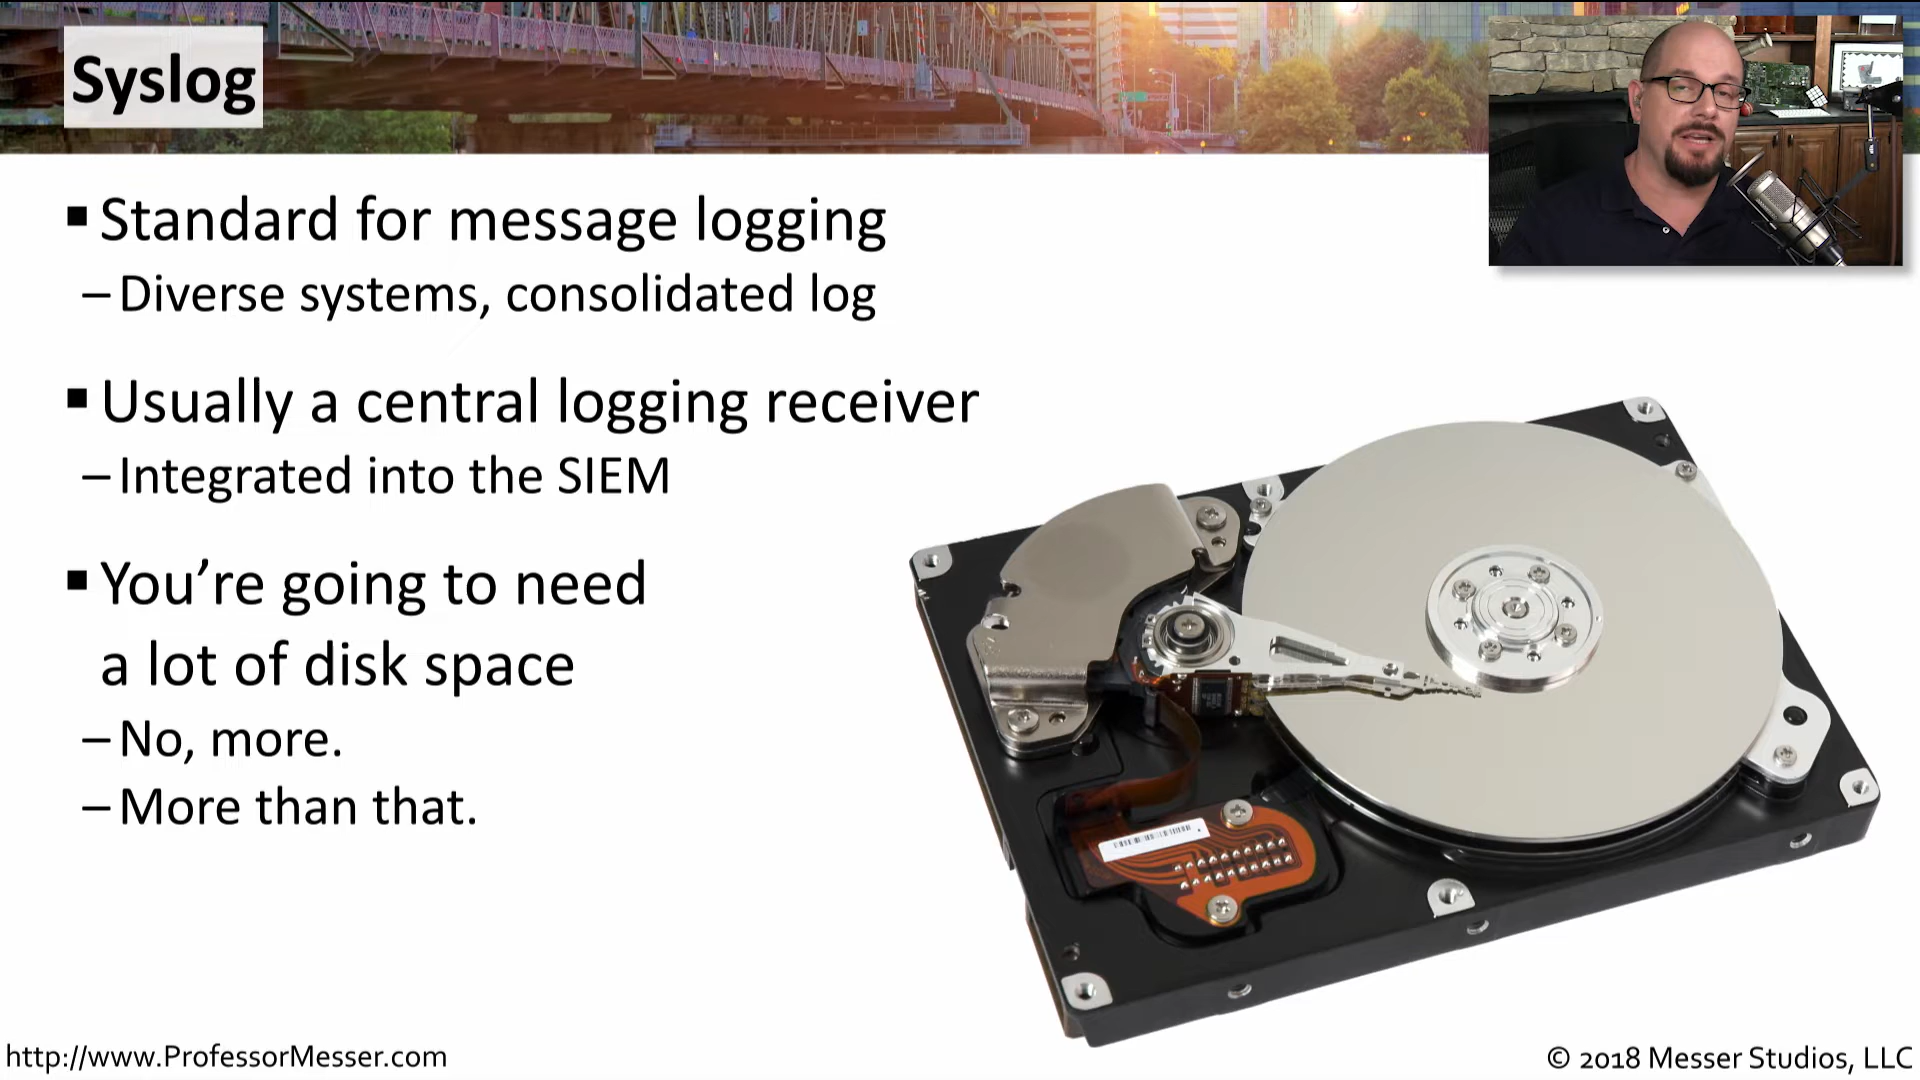 Syslog
▪ Standard for message logging
– Diverse systems, consolidated log
▪ Usually a central logging receiver
– Integrated into the SIEM
▪ You’re going to need
a lot of disk space
– No, more.
– More than that.
http://www.ProfessorMesser.com
© 2018 Messer Studios, LLC